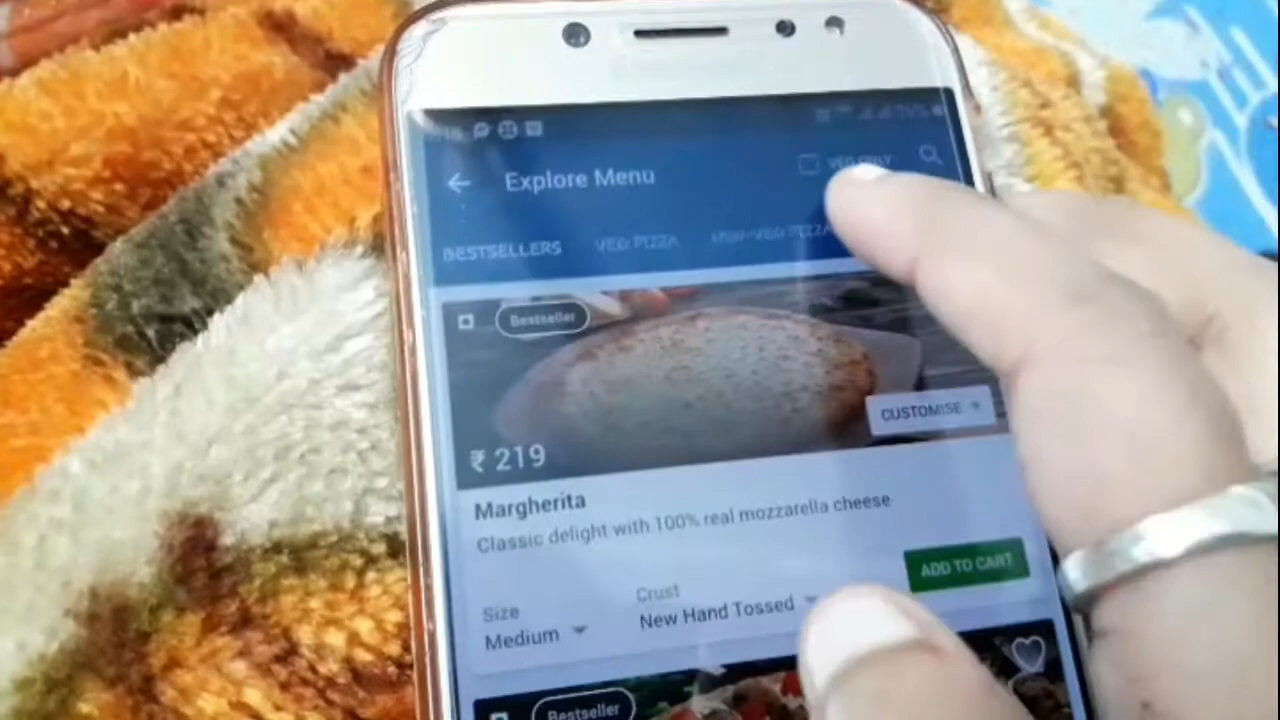 VEG ONLY
Explore Menu
BESTSELLERS VEG PIZZA NON-VEG PIZZA
Bestseller
CUSTOMISE
₹ 219
Margherita
Classic delight with 100% real mozzarella cheese
ADD TO CART
Size
Crust
Medium
New Hand Tossed
Bestseller